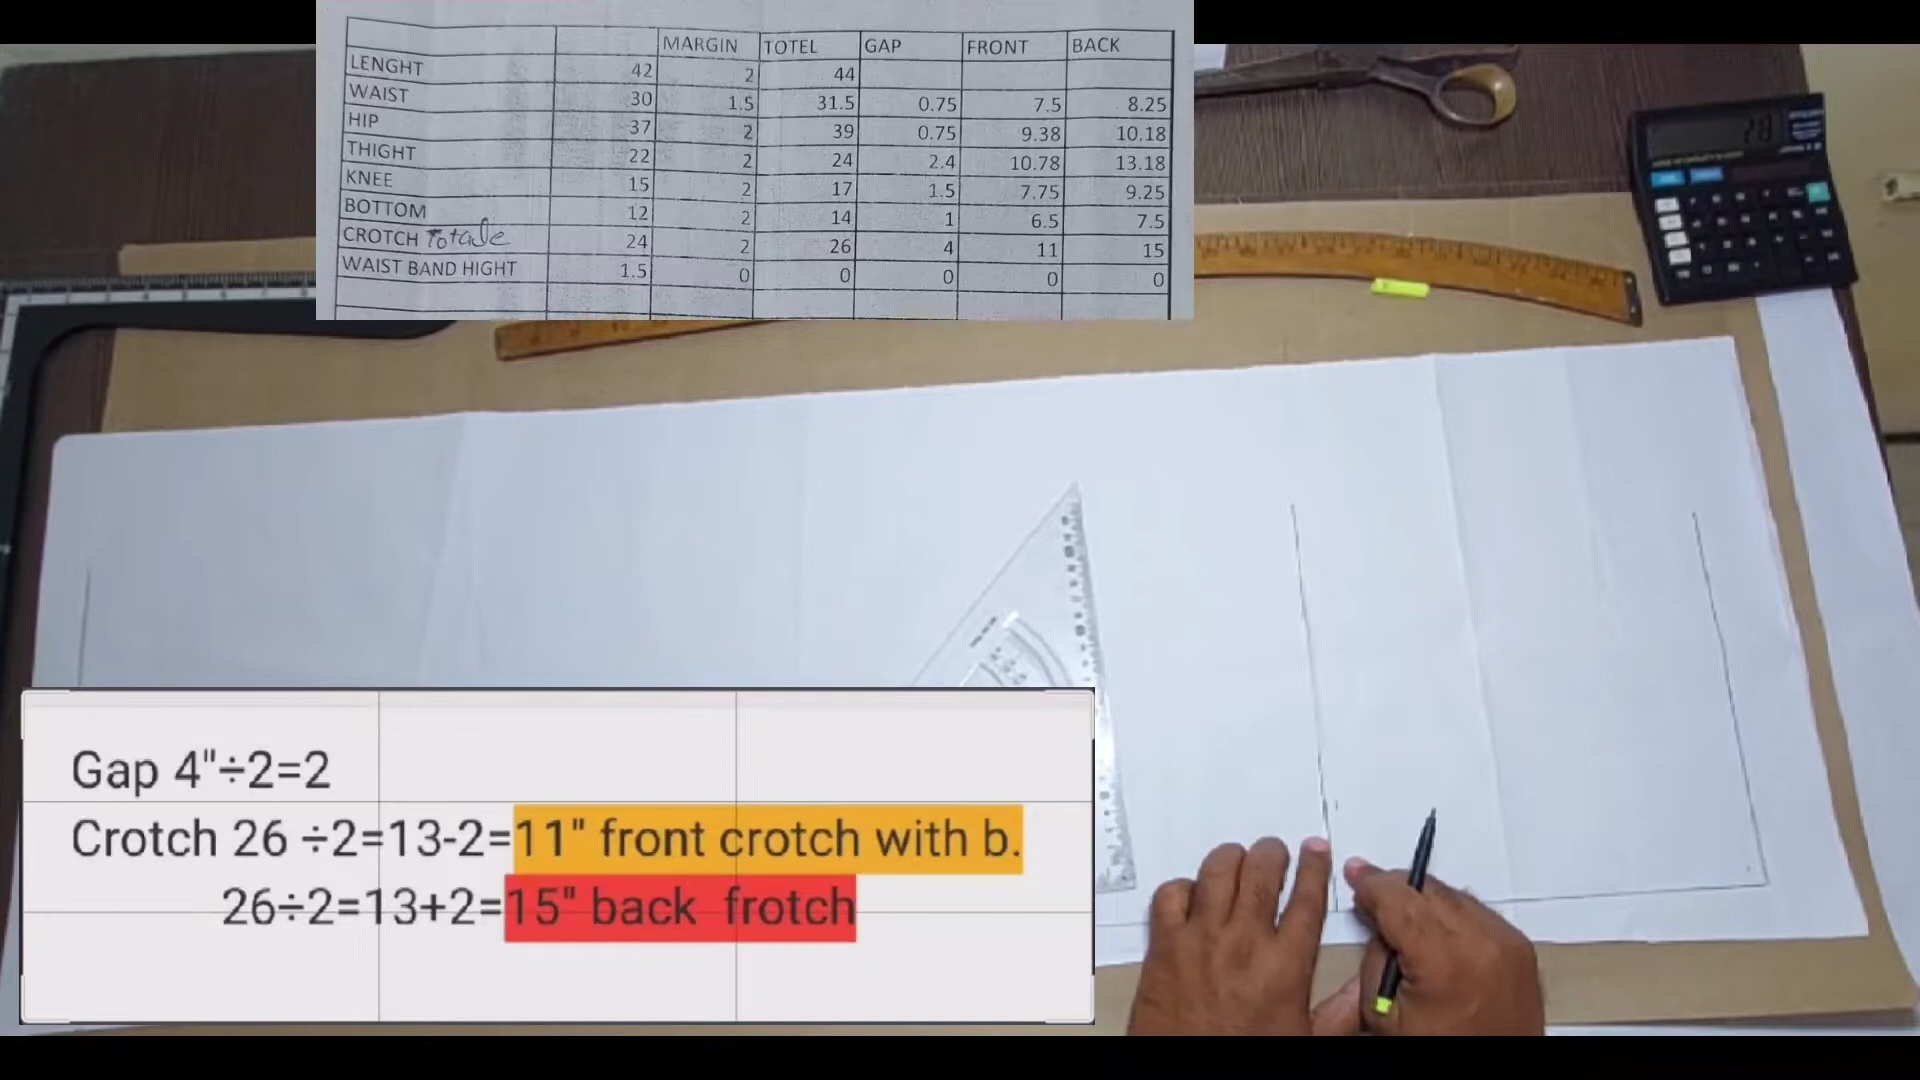 MARGIN TOTEL GAP FRONT BACK
LENGHT 42 2 44
WAIST 30 1.5 31.5 0.75 7.5 8.25
HIP 37 2 39 0.75 9.38 10.18
THIGHT 22 2 24 2.4 10.78 13.18
KNEE 15 2 17 1.5 7.75 9.25
BOTTOM 12 2 14 1 6.5 7.5
CROTCH Totale 24 2 26 4 11 15
WAIST BAND HIGHT 1.5 0 0 0 0 0
Gap 4"÷2=2
Crotch 26 ÷2=13-2=11" front crotch with b.
26÷2=13+2=15" back frotch